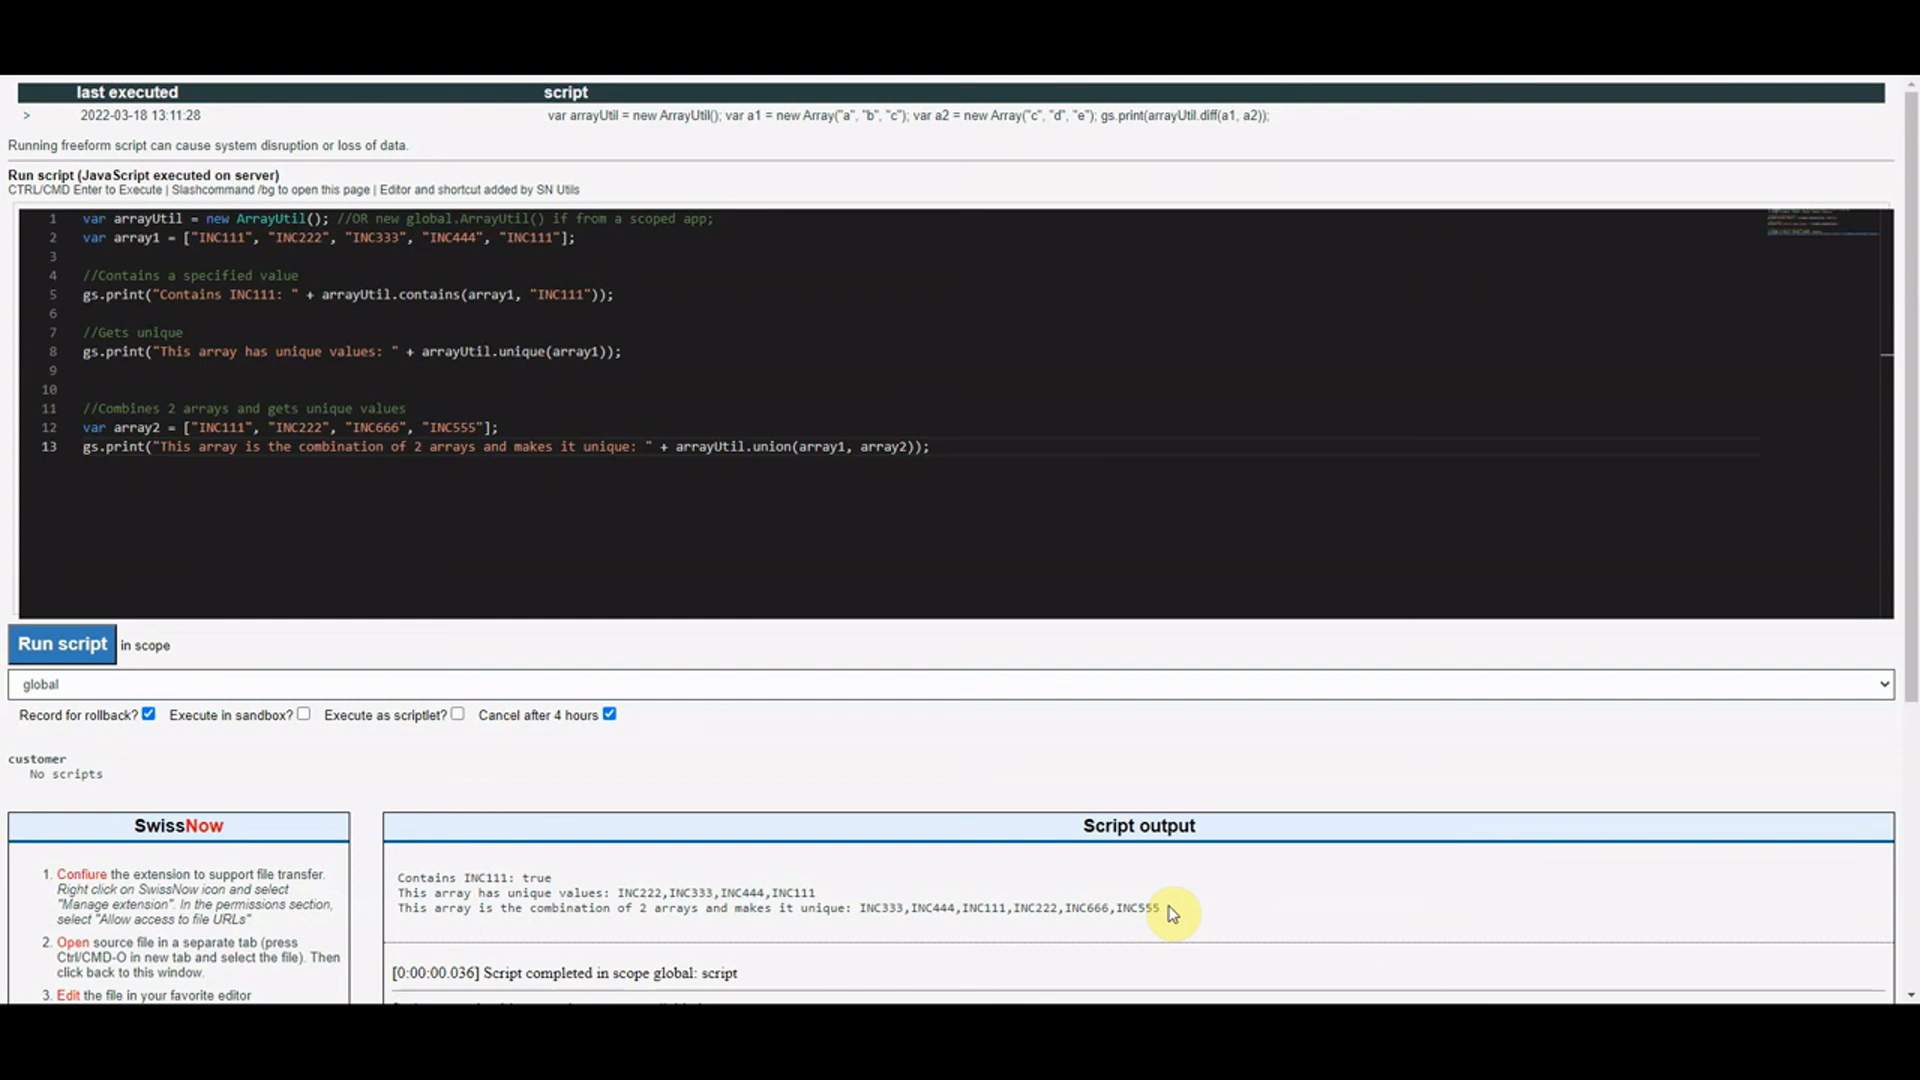 last executed script
> 2022-03-18 13:11:28 var arrayUtil = new ArrayUtil(); var a1 = new Array("a", "b", "c"); var a2 = new Array("c", "d", "e"); gs.print(arrayUtil.diff(a1, a2));
Running freeform script can cause system disruption or loss of data.
Run script (JavaScript executed on server)
CTRL/CMD Enter to Execute | Slashcommand /bg to open this page | Editor and shortcut added by SN Utils
1 var arrayUtil = new ArrayUtil(); //OR new global.ArrayUtil() if from a scoped app;
2 var array1 = ["INC111", "INC222", "INC333", "INC444", "INC111"];
3
4 //Contains a specified value
5 gs.print("Contains INC111: " + arrayUtil.contains(array1, "INC111"));
6
7 //Gets unique
8 gs.print("This array has unique values: " + arrayUtil.unique(array1));
9
10
11 //Combines 2 arrays and gets unique values
12 var array2 = ["INC111", "INC222", "INC666", "INC555"];
13 gs.print("This array is the combination of 2 arrays and makes it unique: " + arrayUtil.union(array1, array2));
Run script in scope
global
Record for rollback? Execute in sandbox? Execute as scriptlet? Cancel after 4 hours
customer
No scripts
SwissNow
1. Confiure the extension to support file transfer.
Right click on SwissNow icon and select
"Manage extension". In the permissions section,
select "Allow access to file URLs"
2. Open source file in a separate tab (press
Ctrl/CMD-O in new tab and select the file). Then
click back to this window.
3. Edit the file in your favorite editor
Script output
Contains INC111: true
This array has unique values: INC222,INC333,INC444,INC111
This array is the combination of 2 arrays and makes it unique: INC333,INC444,INC111,INC222,INC666,INC555
[0:00:00.036] Script completed in scope global: script